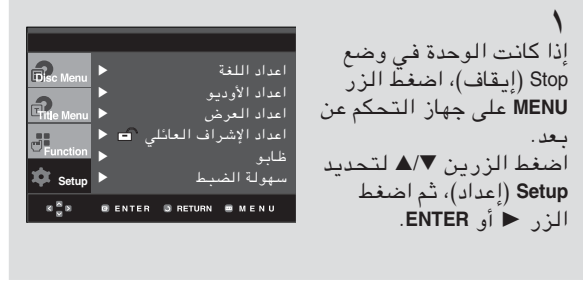 ١
إذا كانت الوحدة في وضع
Stop (إيقاف)، اضغط الزر
MENU على جهاز التحكم عن
بعد.
اضغط الزرين ▼/▲ لتحديد
Setup (إعداد)، ثم اضغط
الزر ► أو ENTER.
Disc Menu
Title Menu
Function
Setup
اعداد اللغة
اعداد الأوديو
اعداد العرض
اعداد الإشراف العائلي
ظابو
سهولة الضبط
ENTER RETURN MENU